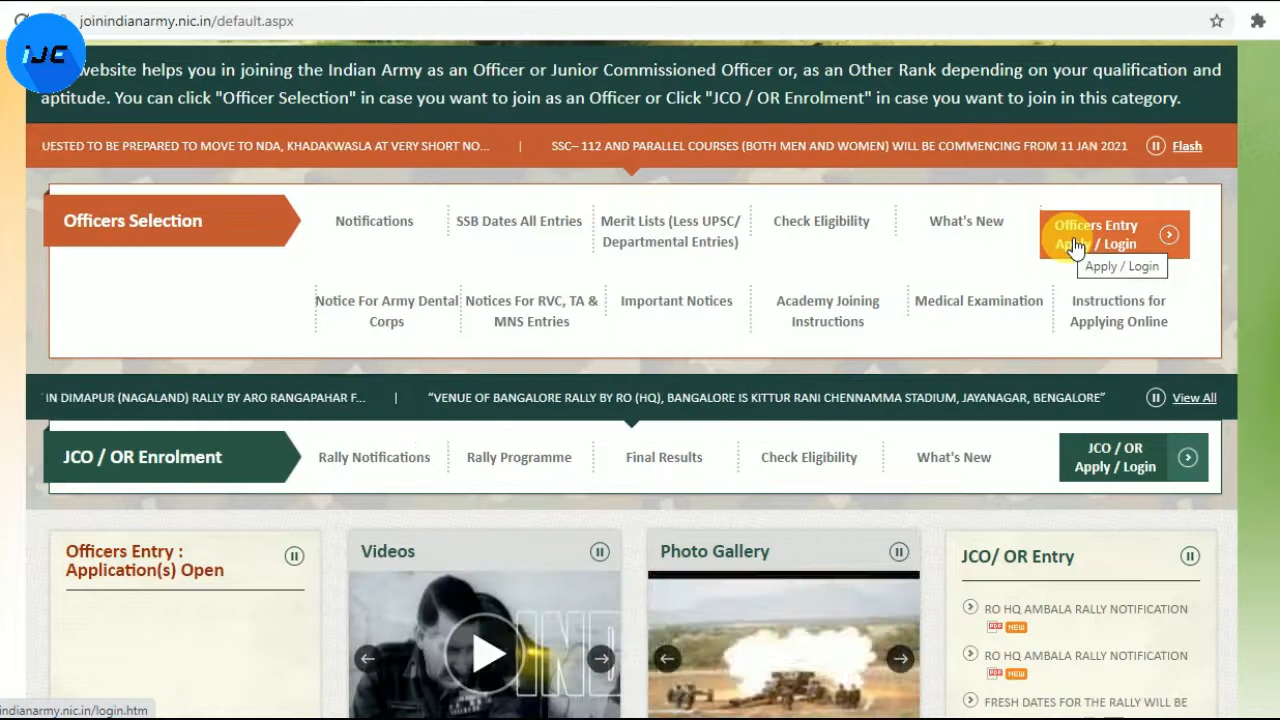 joinindianarmy.nic.in/default.aspx
IJE
website helps you in joining the Indian Army as an Officer or Junior Commissioned Officer or, as an Other Rank depending on your qualification and
aptitude. You can click "Officer Selection" in case you want to join as an Officer or Click "JCO / OR Enrolment" in case you want to join in this category.
UESTED TO BE PREPARED TO MOVE TO NDA, KHADAKWASLA AT VERY SHORT NO... | SSC– 112 AND PARALLEL COURSES (BOTH MEN AND WOMEN) WILL BE COMMENCING FROM 11 JAN 2021 Flash
Officers Selection
Notifications
SSB Dates All Entries
Merit Lists (Less UPSC/
Departmental Entries)
Check Eligibility
What's New
Officers Entry
Apply / Login
Apply / Login
Notice For Army Dental
Corps
Notices For RVC, TA &
MNS Entries
Important Notices
Academy Joining
Instructions
Medical Examination
Instructions for
Applying Online
IN DIMAPUR (NAGALAND) RALLY BY ARO RANGAPAHAR F... | “VENUE OF BANGALORE RALLY BY RO (HQ), BANGALORE IS KITTUR RANI CHENNAMMA STADIUM, JAYANAGAR, BENGALORE” View All
JCO / OR Enrolment
Rally Notifications
Rally Programme
Final Results
Check Eligibility
What's New
JCO / OR
Apply / Login
Officers Entry :
Application(s) Open
Videos
IND
Photo Gallery
JCO/ OR Entry
RO HQ AMBALA RALLY NOTIFICATION
NEW
RO HQ AMBALA RALLY NOTIFICATION
NEW
FRESH DATES FOR THE RALLY WILL BE
indianarmy.nic.in/login.htm